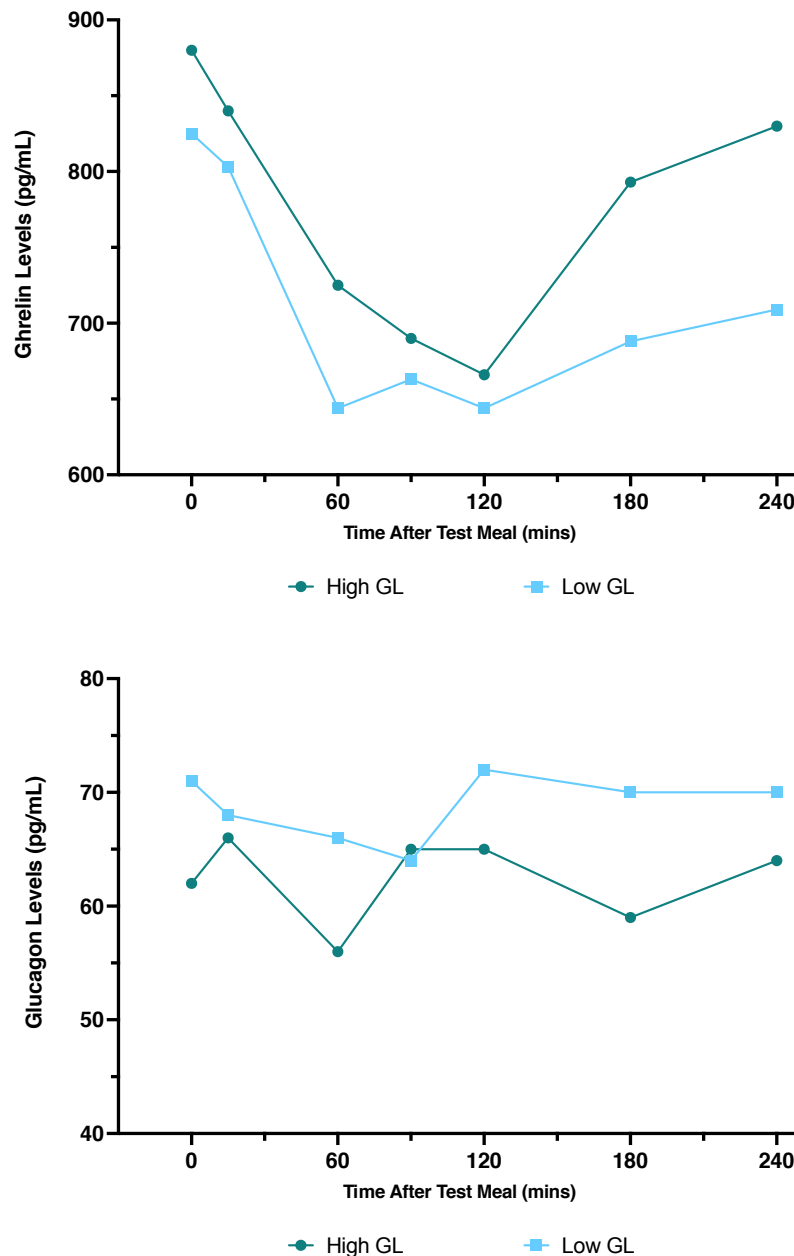 900
800
700
600
Ghrelin Levels (pg/mL)
0 60 120 180 240
Time After Test Meal (mins)
High GL Low GL
80
70
60
50
40
Glucagon Levels (pg/mL)
0 60 120 180 240
Time After Test Meal (mins)
High GL Low GL